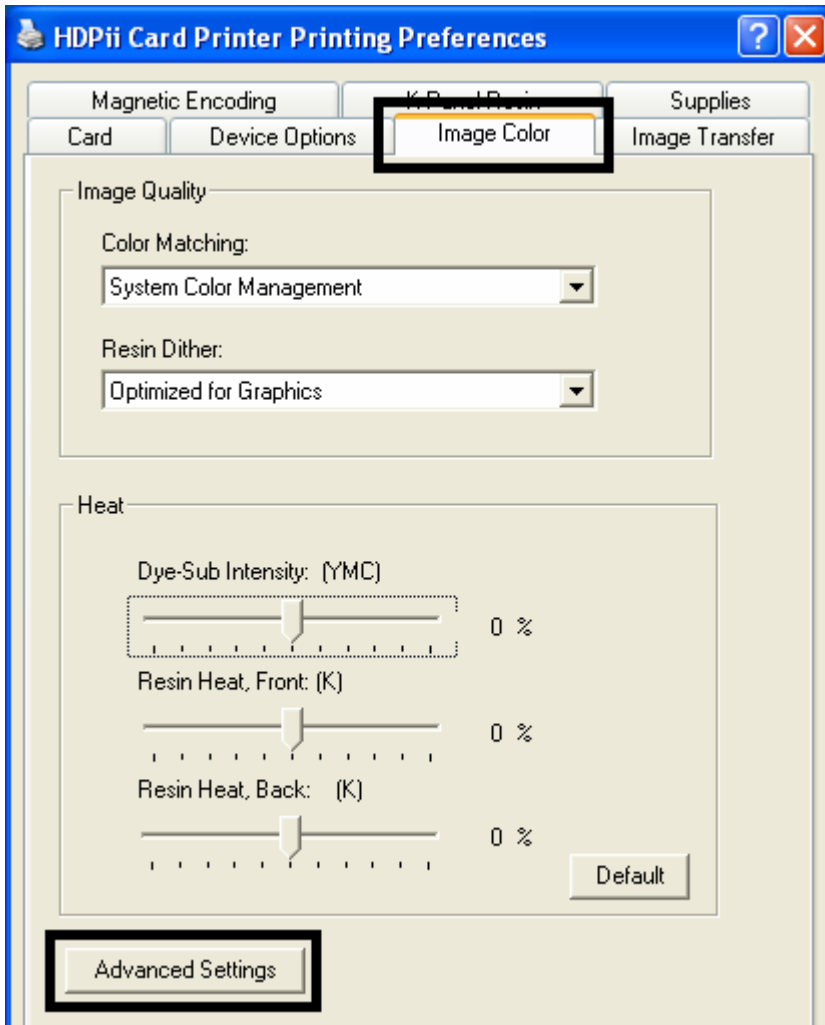 HDPii Card Printer Printing Preferences
Magnetic Encoding K Panel Resin Supplies
Card Device Options Image Color Image Transfer
Image Quality
Color Matching:
System Color Management
Resin Dither:
Optimized for Graphics
Heat
Dye-Sub Intensity: (YMC)
0 %
Resin Heat, Front: (K)
0 %
Resin Heat, Back: (K)
0 %
Default
Advanced Settings